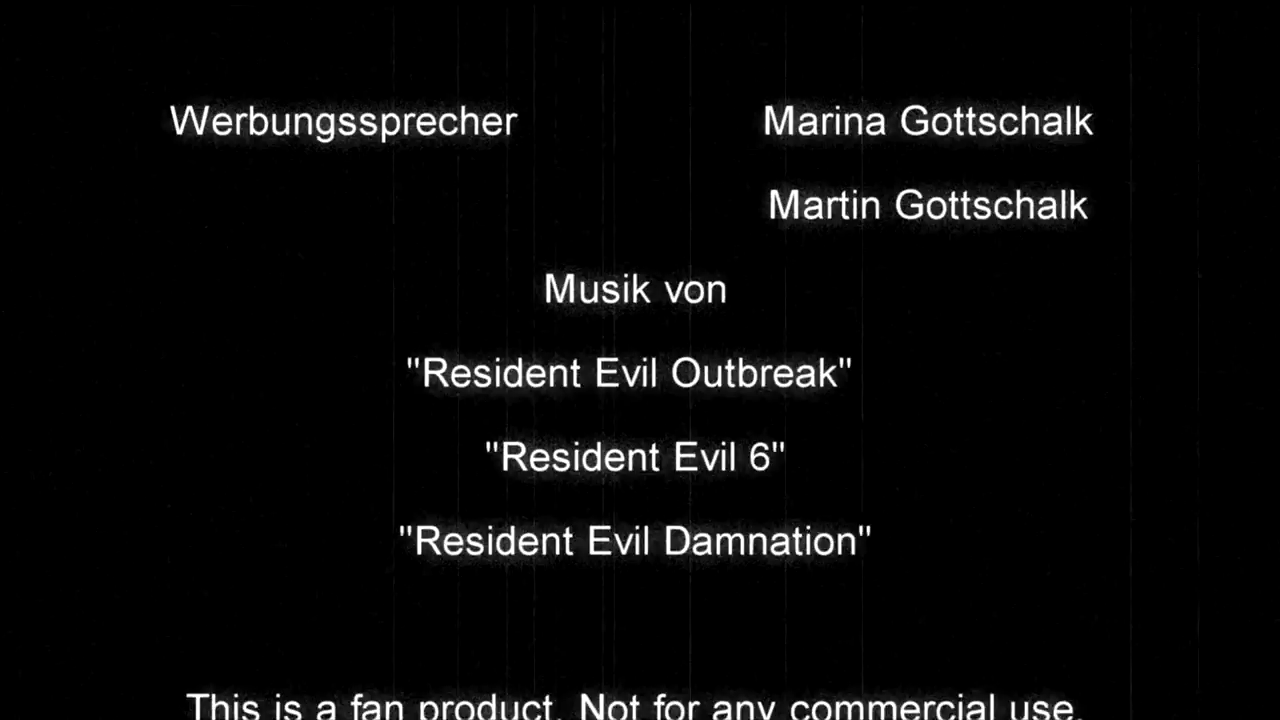 Werbungssprecher Marina Gottschalk
Martin Gottschalk
Musik von
"Resident Evil Outbreak"
"Resident Evil 6"
"Resident Evil Damnation"
This is a fan product. Not for any commercial use.